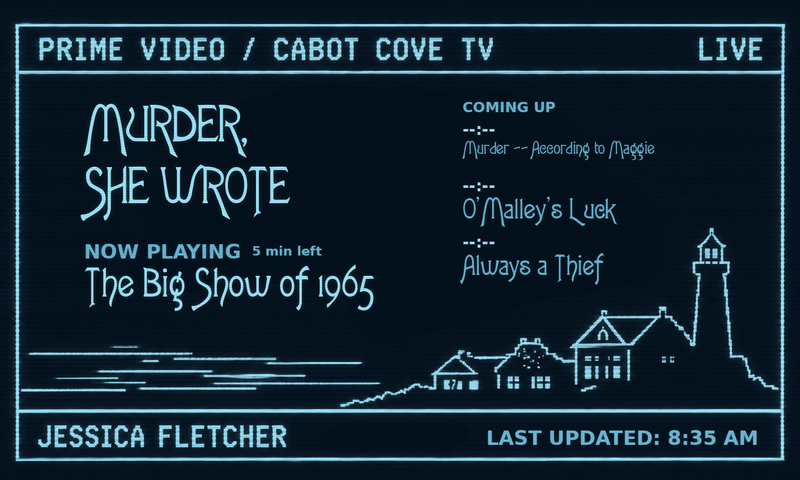 PRIME VIDEO / CABOT COVE TV
LIVE
MURDER,
SHE WROTE
NOW PLAYING 5 min left
The Big Show of 1965
COMING UP
--:--
Murder -- According to Maggie
--:--
O'Malley's Luck
--:--
Always a Thief
JESSICA FLETCHER
LAST UPDATED: 8:35 AM